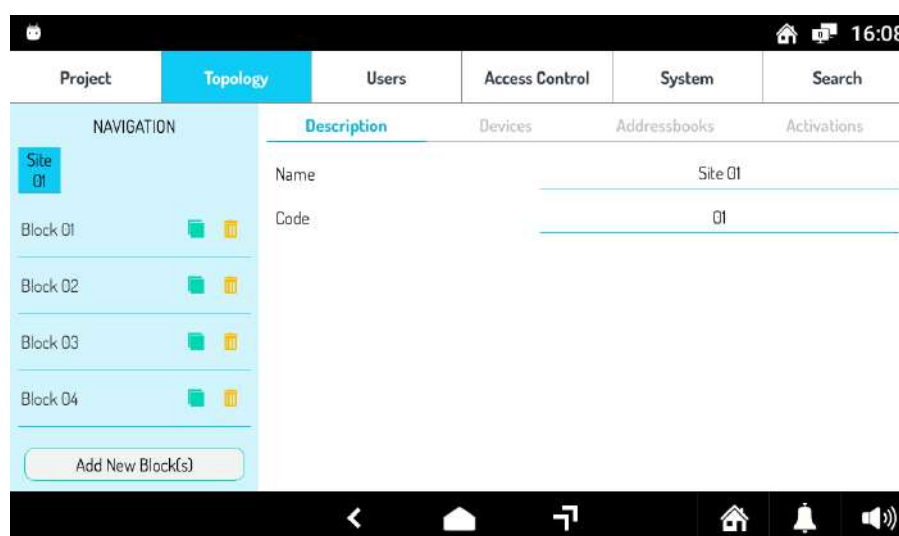 16:08
Project Topology Users Access Control System Search
NAVIGATION
Description Devices Addressbooks Activations
Site
01
Name Site 01
Code 01
Block 01
Block 02
Block 03
Block 04
Add New Block(s)